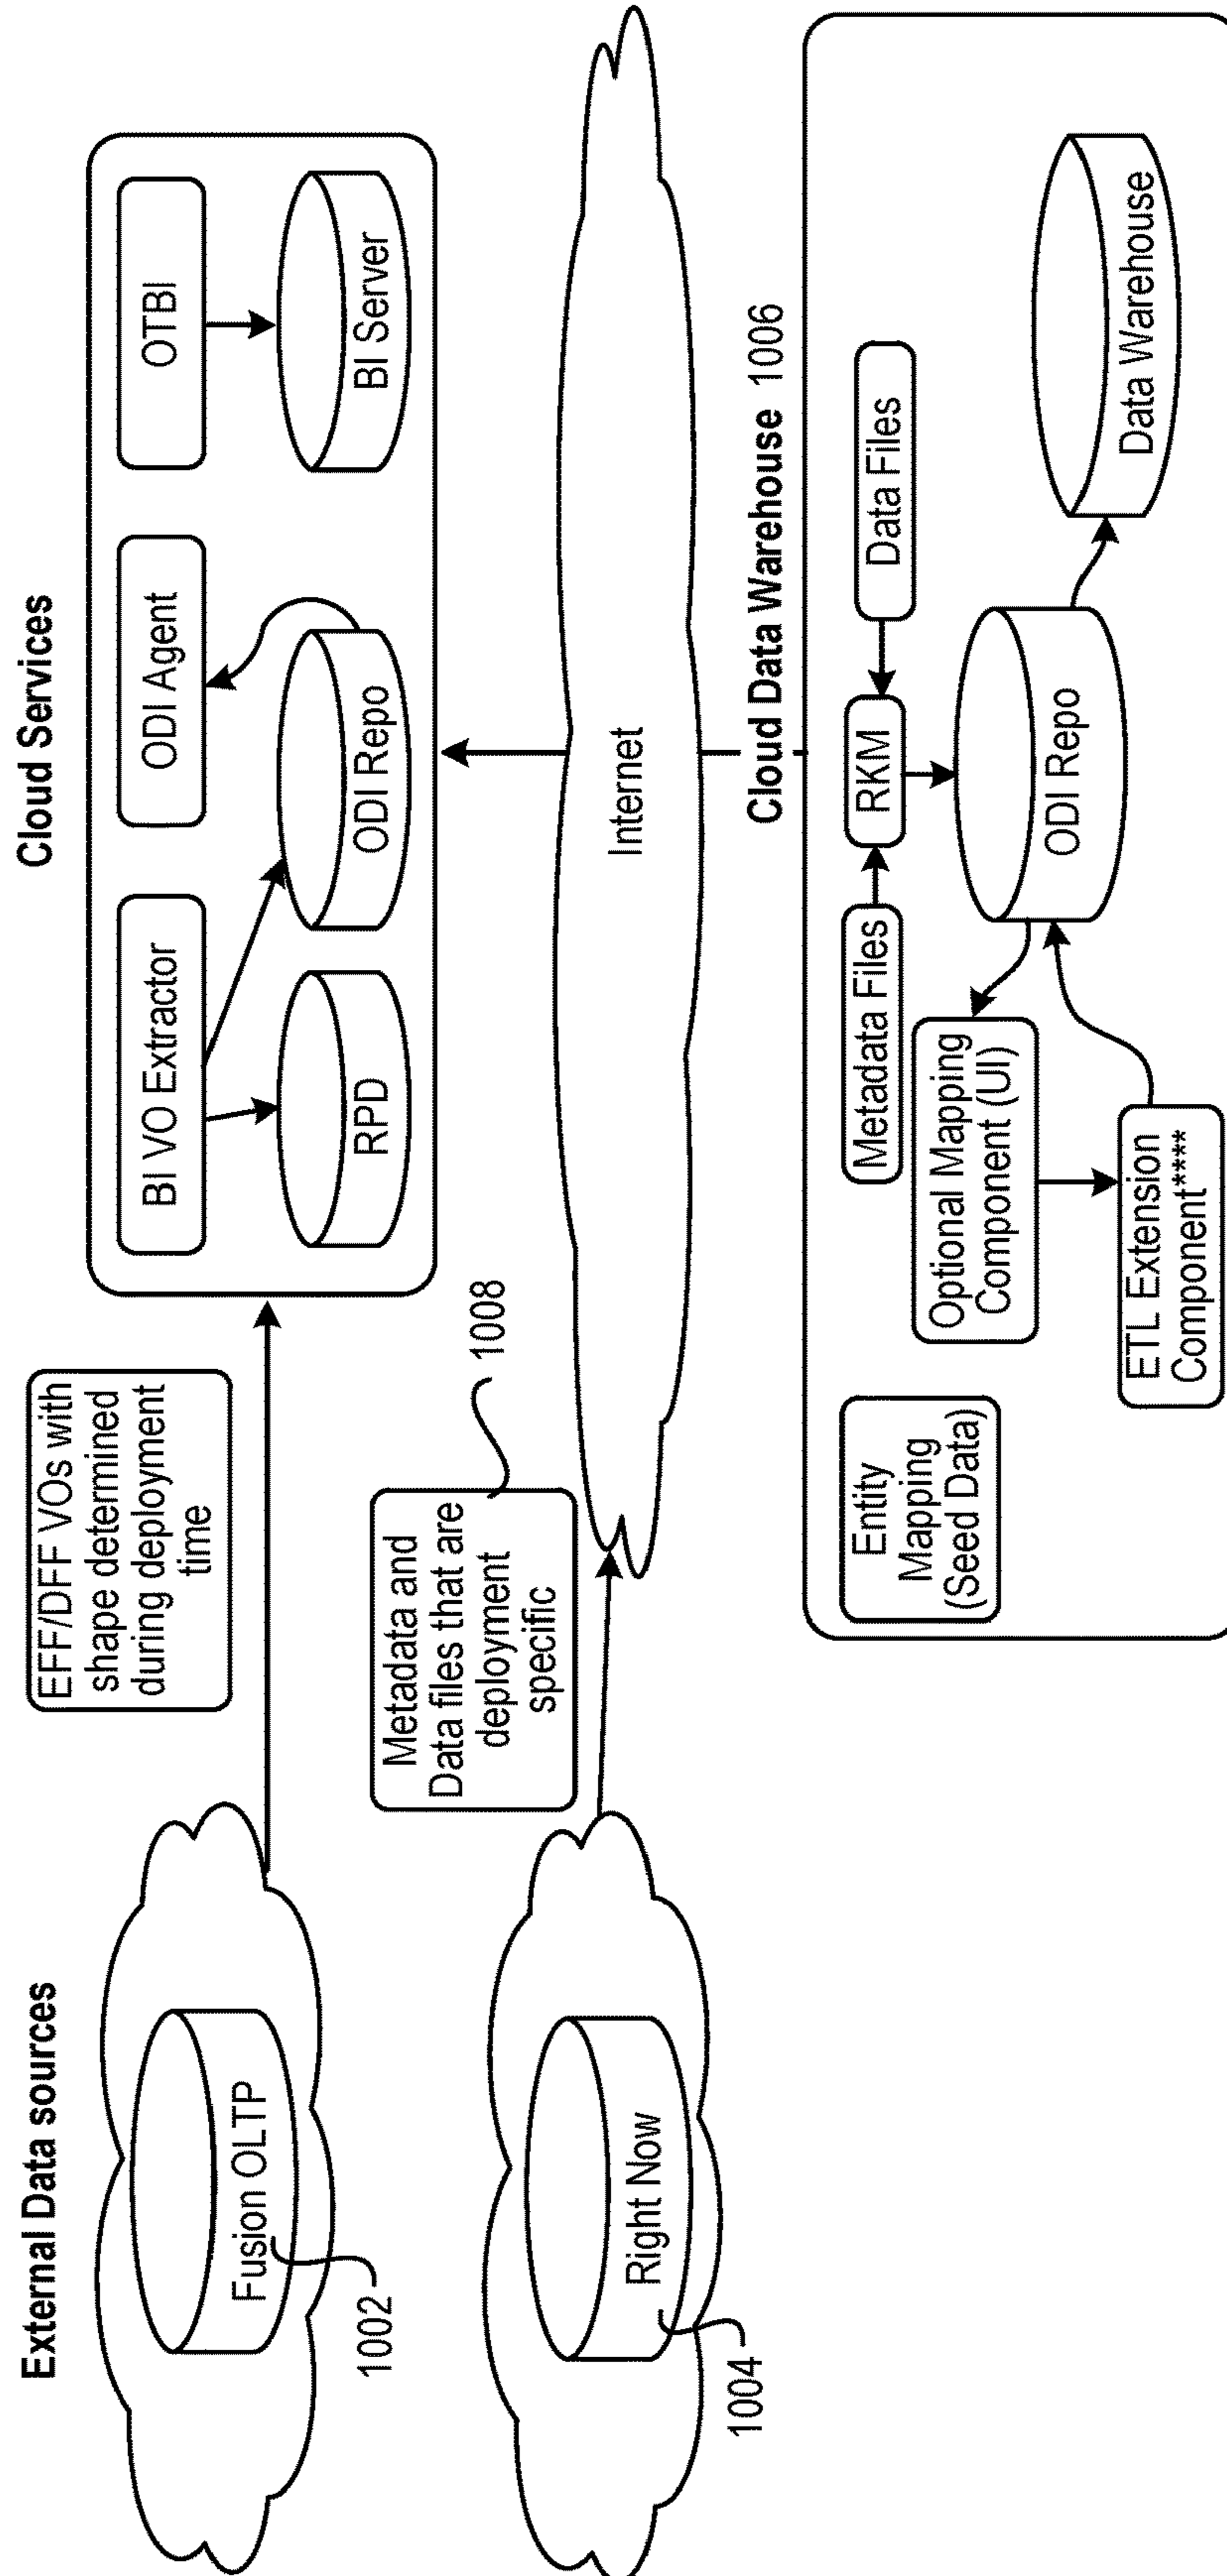 External Data sources
Fusion OLTP
1002
Right Now
1004
EFF/DFF VOs with
shape determined
during deployment
time
Metadata and
Data files that are
deployment
specific
1008
Cloud Services
BI VO Extractor
ODI Agent
OTBI
RPD
ODI Repo
BI Server
Internet
Cloud Data Warehouse 1006
Entity
Mapping
(Seed Data)
Metadata Files
RKM
Data Files
Optional Mapping
Component (UI)
ETL Extension
Component****
ODI Repo
Data Warehouse